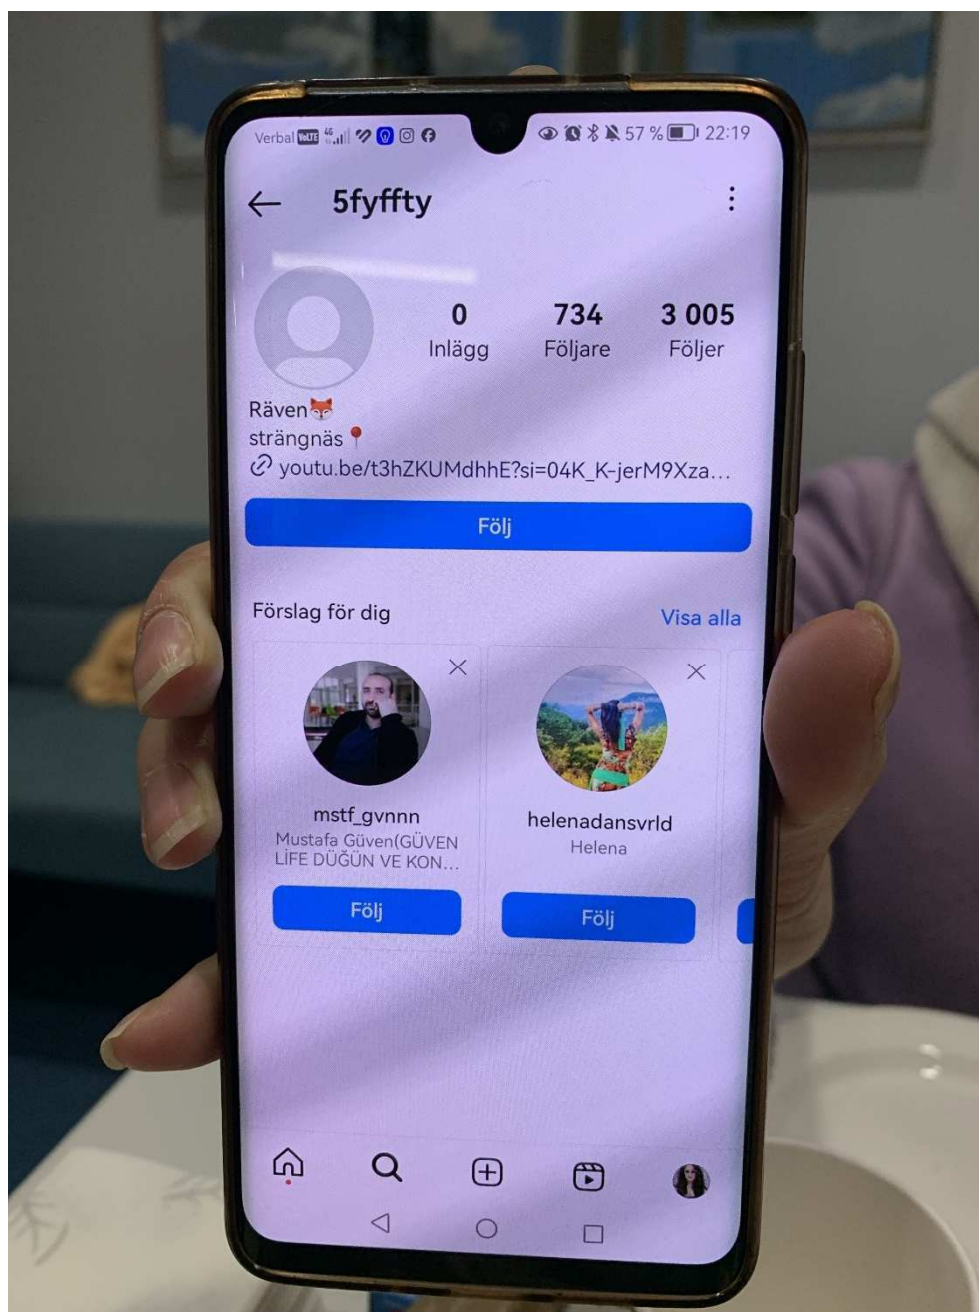 Verbal VoLTE 4G 57 % 22:19
5fyffty
0 734 3 005
Inlägg Följare Följer
Räven🦊
strängnäs📍
youtu.be/t3hZKUMdhhE?si=04K_K-jerM9Xza...
Följ
Förslag för dig Visa alla
mstf_gvnnn
Mustafa Güven(GÜVEN
LİFE DÜĞÜN VE KON...
Följ
helenadansvrld
Helena
Följ